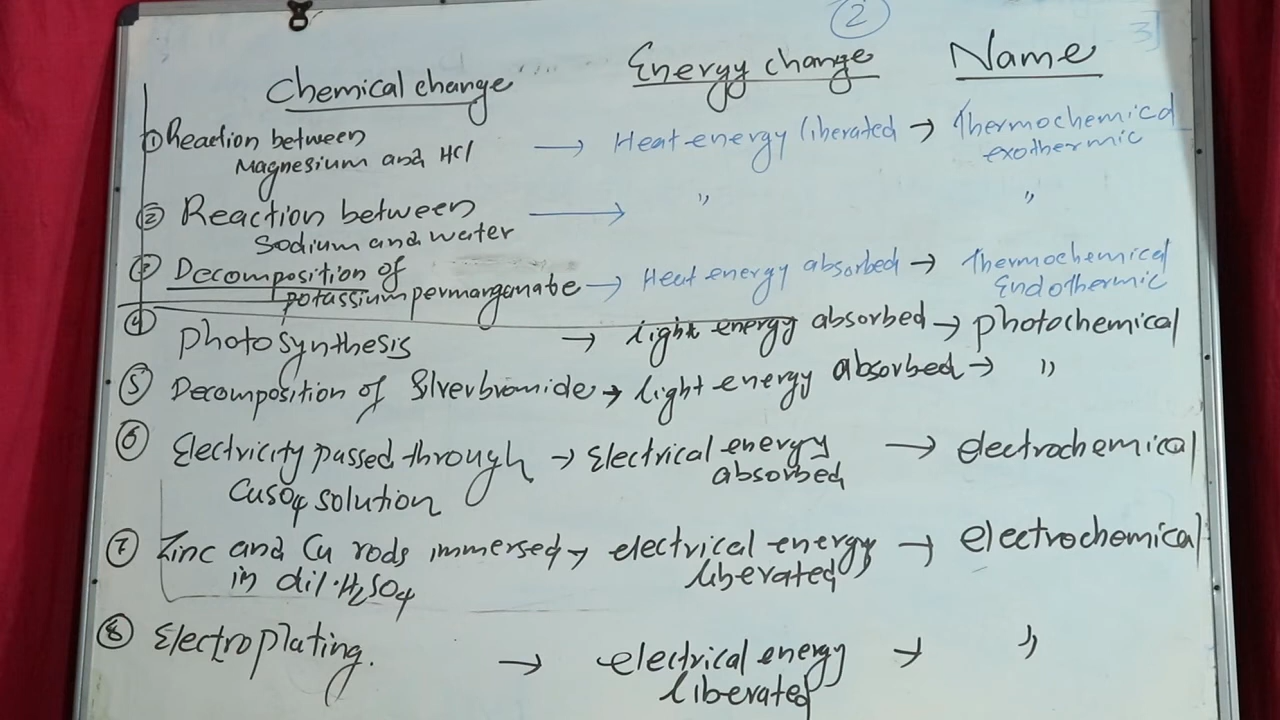 2
3)
Chemical change Energy change Name
① Reaction between → Heat energy liberated → Thermochemical
Magnesium and HCl exothermic
② Reaction between → " "
Sodium and water
③ Decomposition of → Heat energy absorbed → Thermochemical
potassium permanganate Endothermic
④ Photosynthesis → light energy absorbed → photochemical
⑤ Decomposition of Silverbromide → light energy absorbed → "
⑥ Electricity passed through → Electrical energy → electrochemical
CuSO4 solution absorbed
⑦ Zinc and Cu rods immersed → electrical energy → electrochemical
in dil·H2SO4 liberated
⑧ Electroplating. → electrical energy → "
liberated